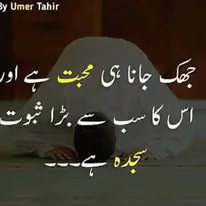 By Umer Tahir
جھک جانا ہی محبت ہے اور
اس کا سب سے بڑا ثبوت
سجدہ ہے۔۔۔